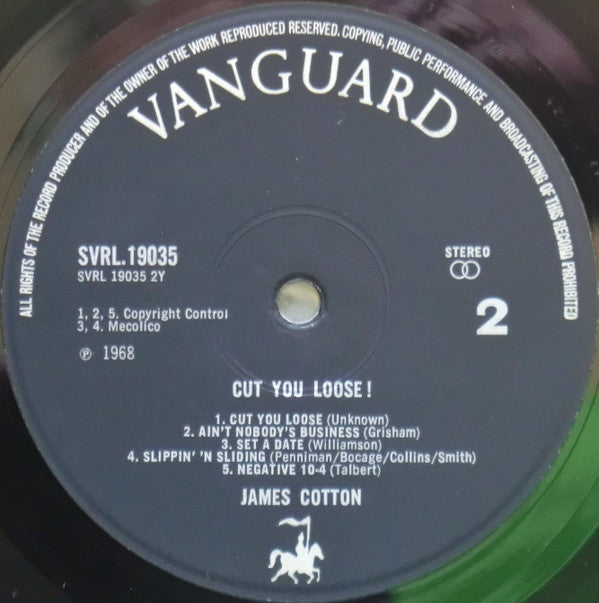 ALL RIGHTS OF THE RECORD PRODUCER AND OF THE OWNER OF THE WORK REPRODUCED RESERVED. COPYING, PUBLIC PERFORMANCE AND BROADCASTING OF THIS RECORD PROHIBITED
VANGUARD
SVRL.19035
SVRL 19035 2Y
STEREO
2
1, 2, 5. Copyright Control
3, 4. Mecolico
℗ 1968
CUT YOU LOOSE!
1. CUT YOU LOOSE (Unknown)
2. AIN'T NOBODY'S BUSINESS (Grisham)
3. SET A DATE (Williamson)
4. SLIPPIN' 'N SLIDING (Penniman/Bocage/Collins/Smith)
5. NEGATIVE 10-4 (Talbert)
JAMES COTTON